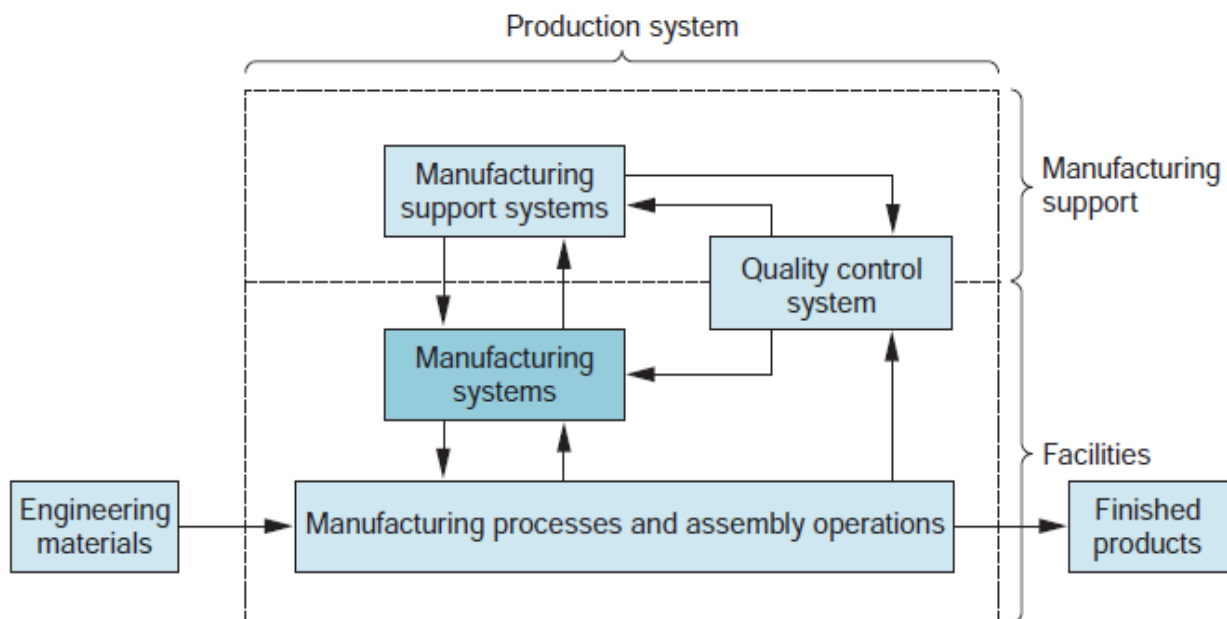 Production system
Manufacturing
support systems
Manufacturing
support
Quality control
system
Manufacturing
systems
Facilities
Engineering
materials
Manufacturing processes and assembly operations
Finished
products